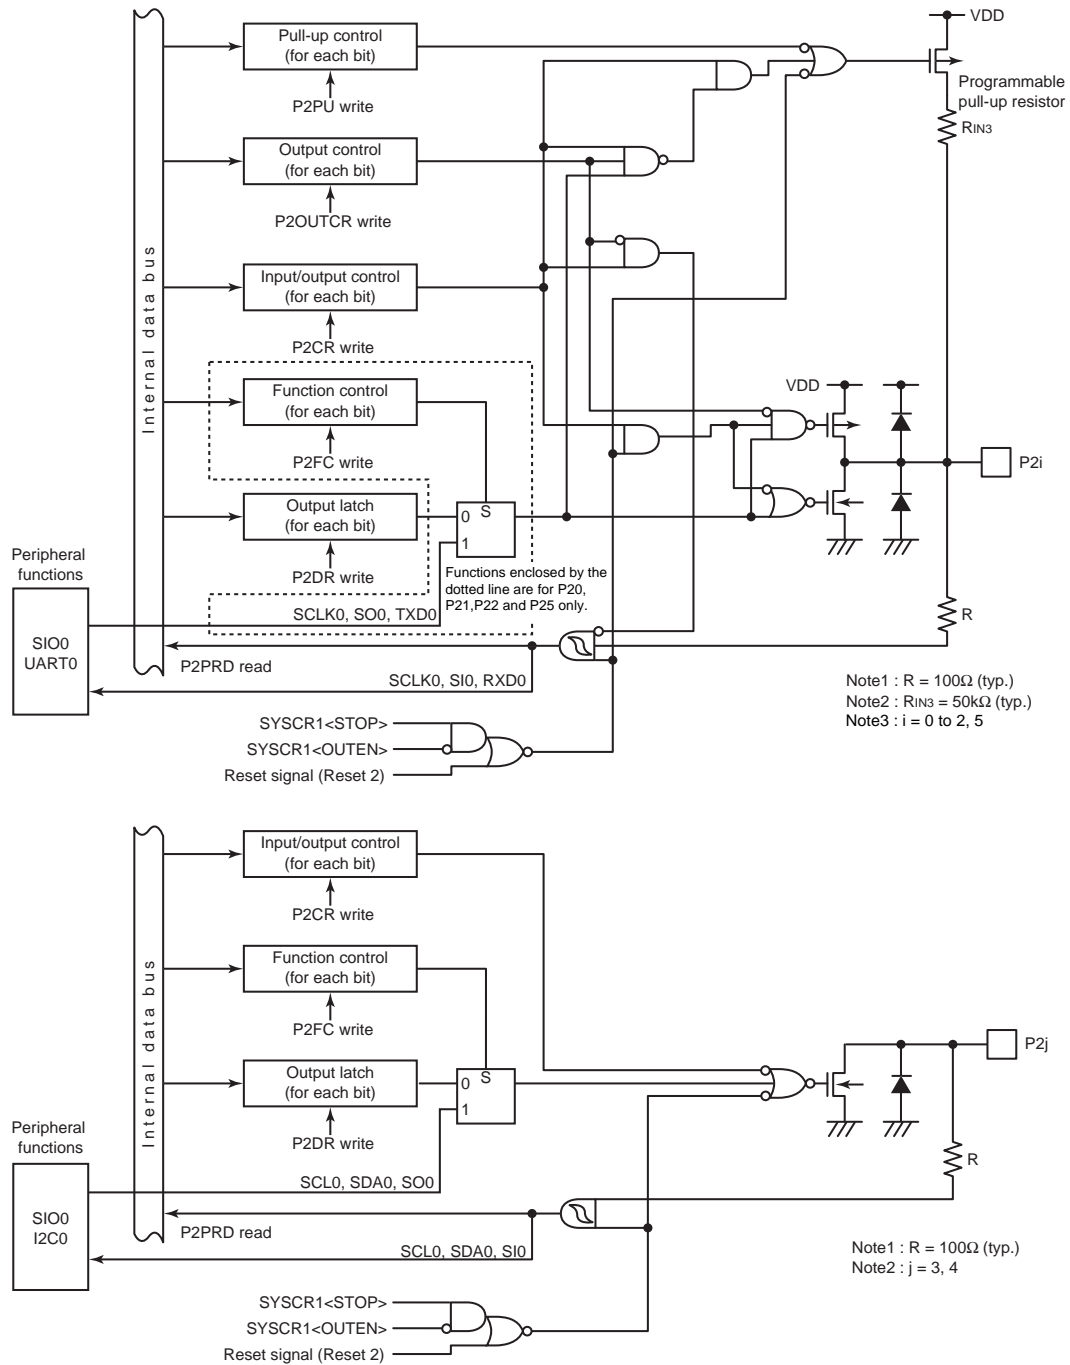 VDD
Pull-up control
(for each bit)
P2PU write
Programmable
pull-up resistor
RIN3
Output control
(for each bit)
P2OUTCR write
Internal data bus
Input/output control
(for each bit)
P2CR write
Function control
(for each bit)
P2FC write
VDD
P2i
Output latch
(for each bit)
P2DR write
0 S
1
Functions enclosed by the
dotted line are for P20,
P21,P22 and P25 only.
Peripheral
functions
SIO0
UART0
SCLK0, SO0, TXD0
R
P2PRD read
SCLK0, SI0, RXD0
Note1 : R = 100Ω (typ.)
Note2 : RIN3 = 50kΩ (typ.)
Note3 : i = 0 to 2, 5
SYSCR1<STOP>
SYSCR1<OUTEN>
Reset signal (Reset 2)
Input/output control
(for each bit)
P2CR write
Internal data bus
Function control
(for each bit)
P2FC write
P2j
Output latch
(for each bit)
P2DR write
0 S
1
Peripheral
functions
SIO0
I2C0
SCL0, SDA0, SO0
R
P2PRD read
SCL0, SDA0, SI0
Note1 : R = 100Ω (typ.)
Note2 : j = 3, 4
SYSCR1<STOP>
SYSCR1<OUTEN>
Reset signal (Reset 2)